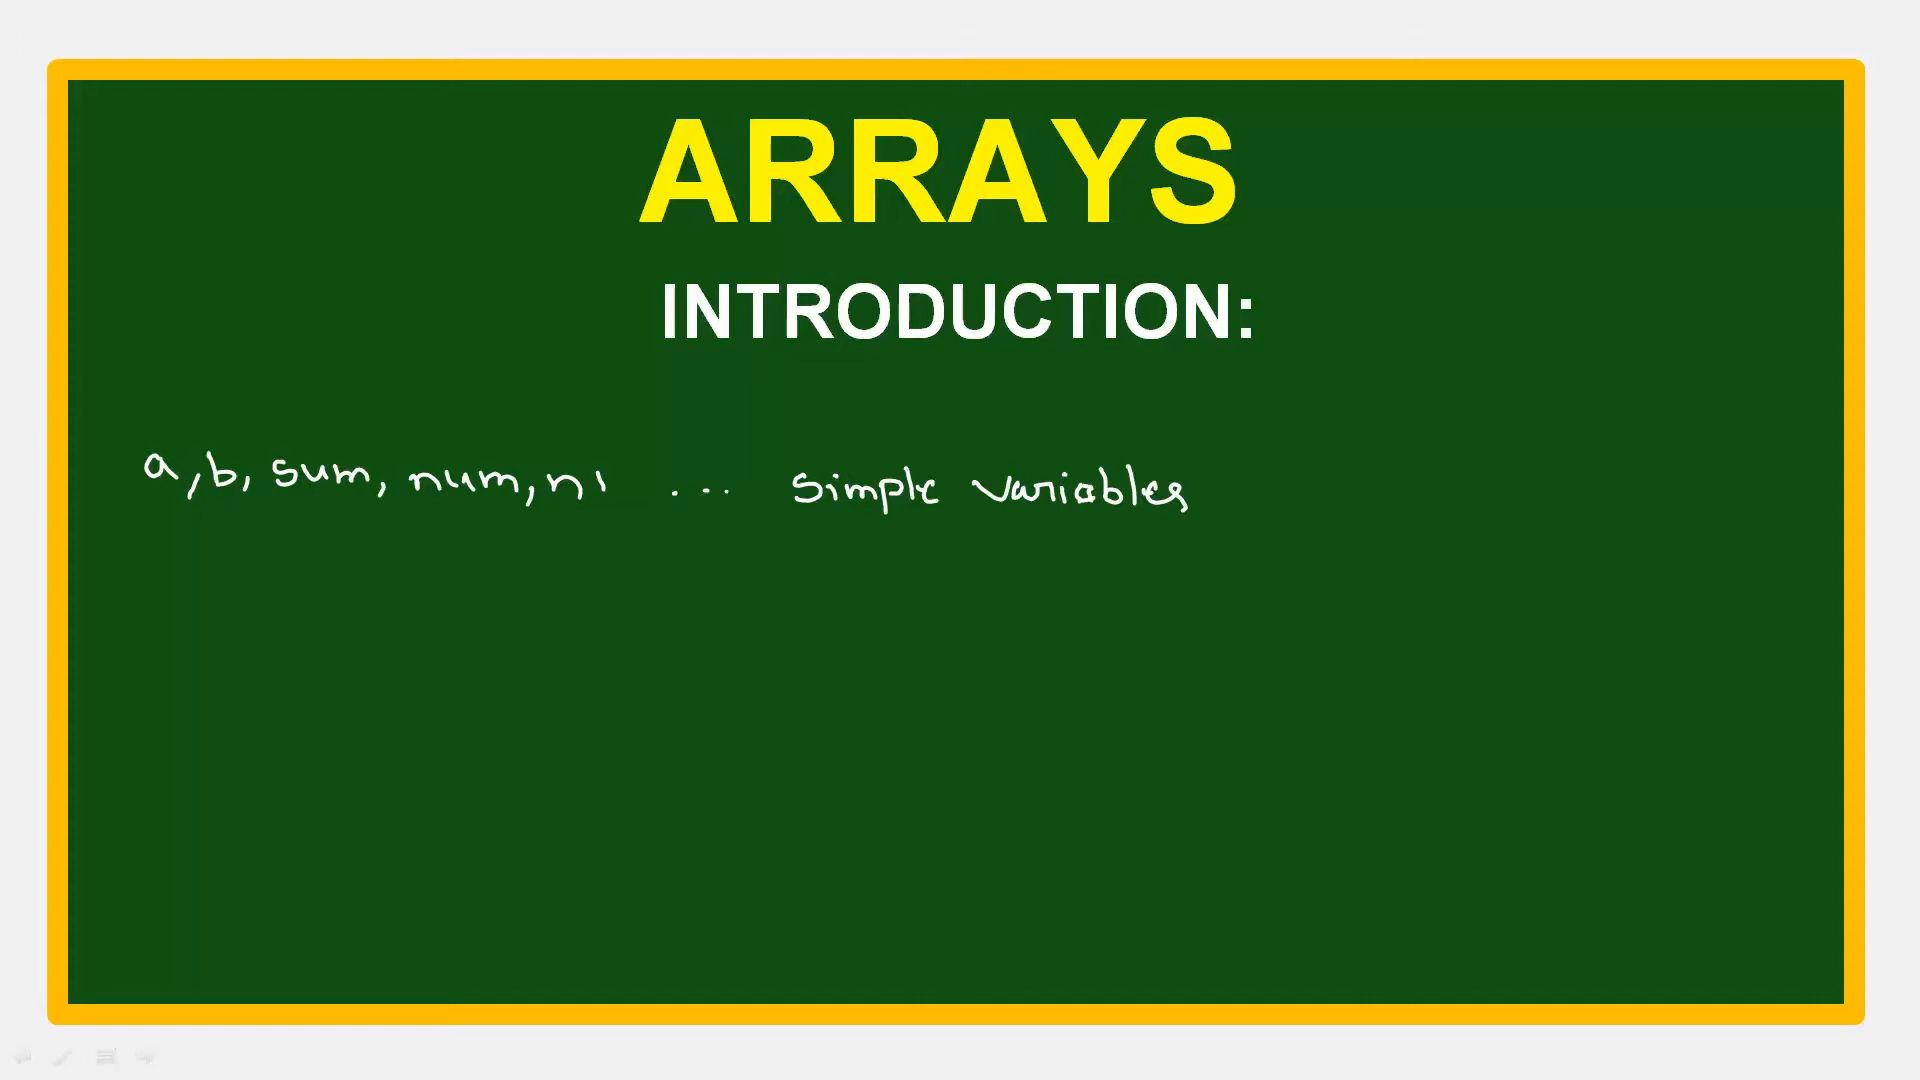 ARRAYS
INTRODUCTION:
a, b, sum, num, n1 ... simple variables